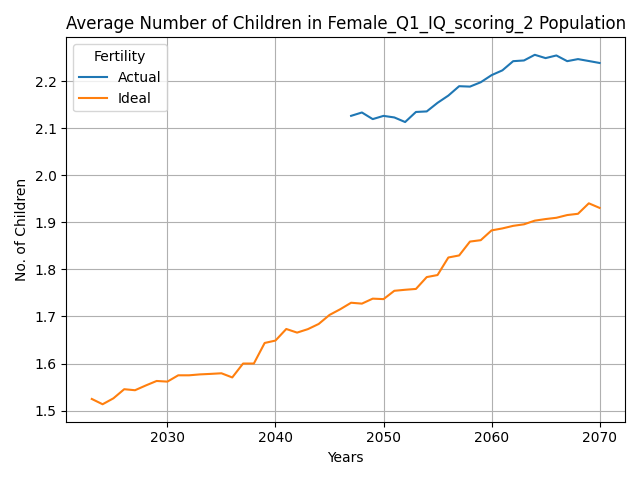 Average Number of Children in Female_Q1_IQ_scoring_2 Population
Fertility
Actual
Ideal
No. of Children
2.2
2.1
2.0
1.9
1.8
1.7
1.6
1.5
2030 2040 2050 2060 2070
Years